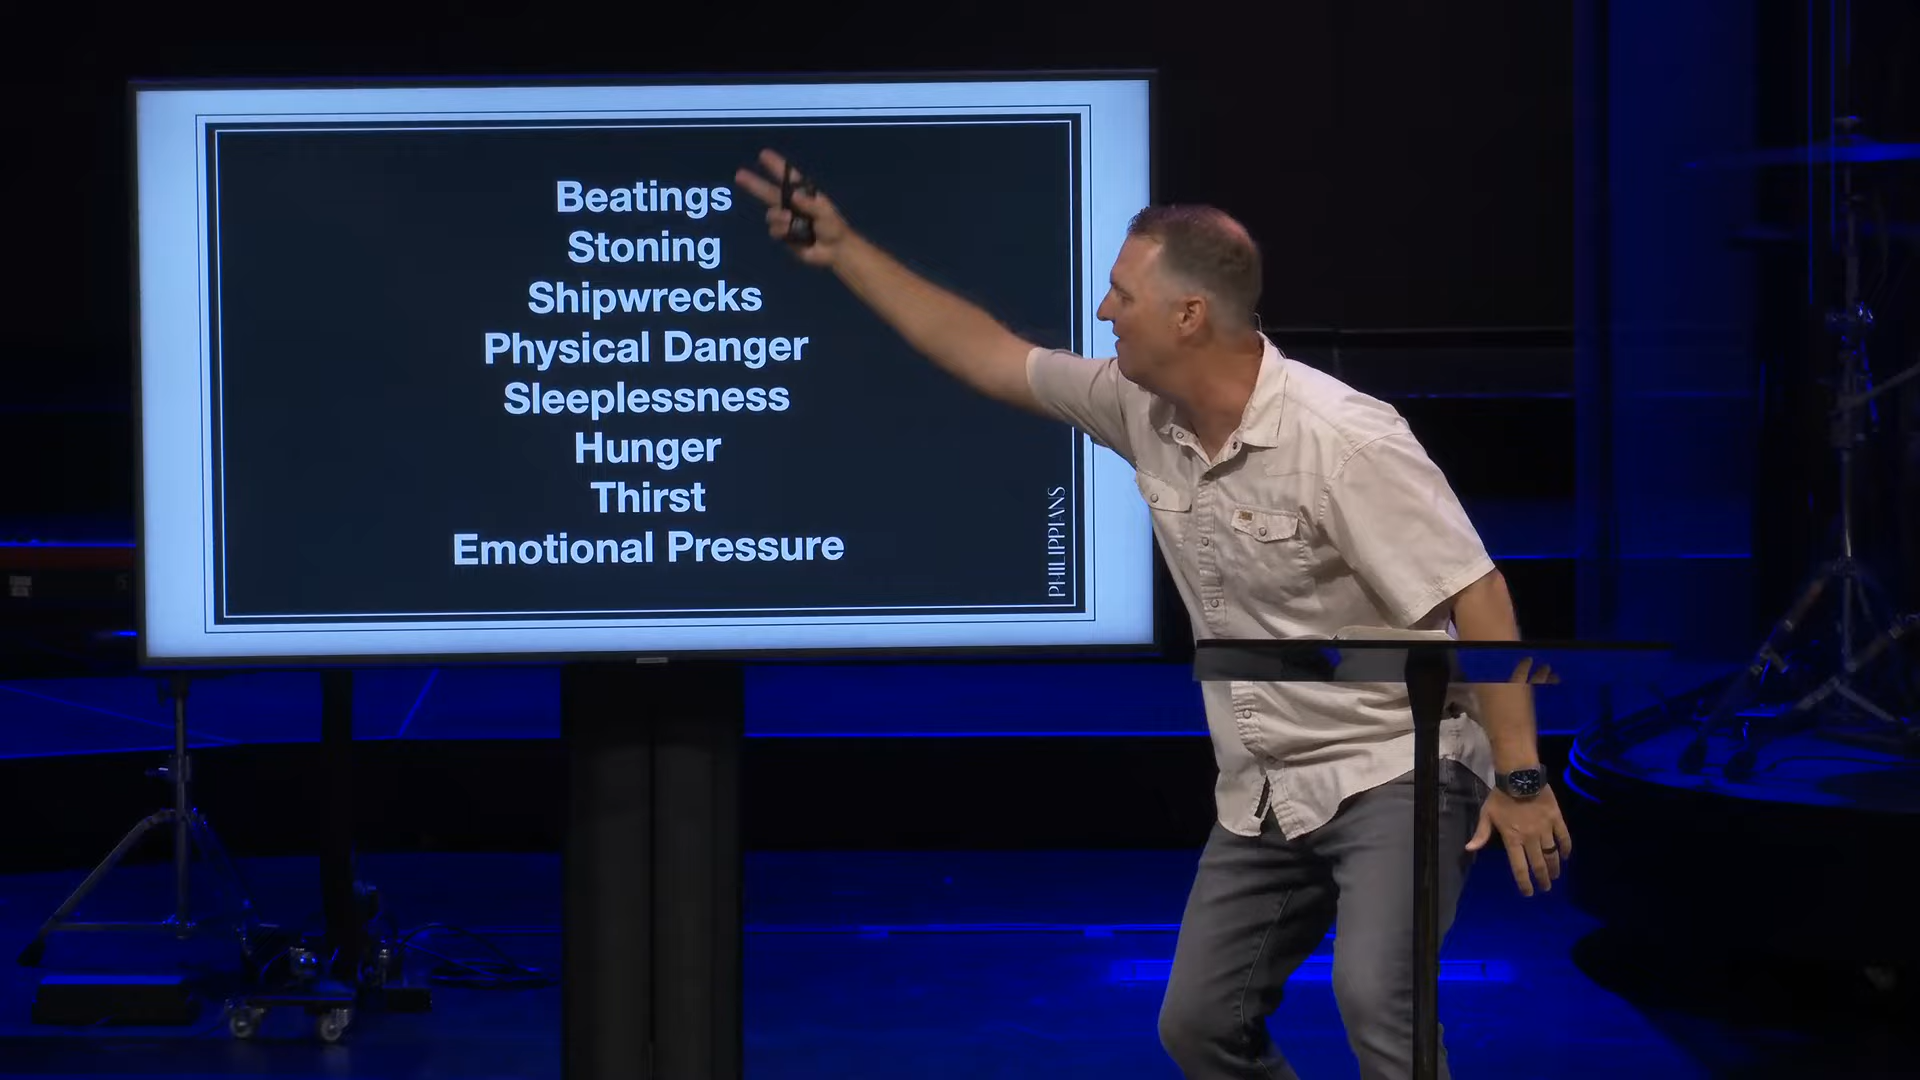 Beatings
Stoning
Shipwrecks
Physical Danger
Sleeplessness
Hunger
Thirst
Emotional Pressure
PHILIPPIANS